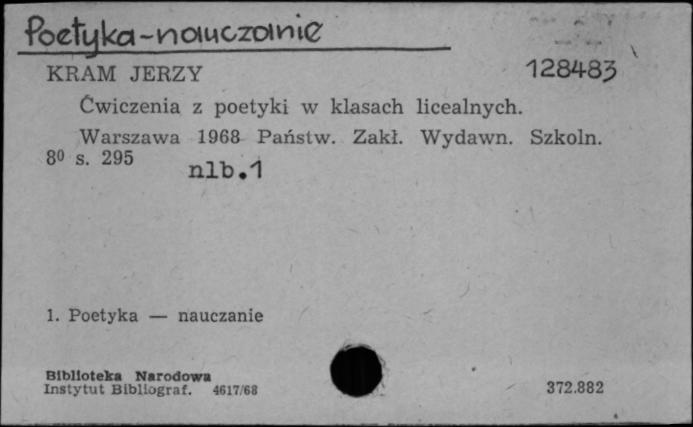 Poetyka-nauczanie
KRAM JERZY 128483
Ćwiczenia z poetyki w klasach licealnych.
Warszawa 1968 Państw. Zakł. Wydawn. Szkoln.
8⁰ s. 295 nlb.1
1. Poetyka — nauczanie
Biblioteka Narodowa
Instytut Bibliograf. 4617/68 372.882